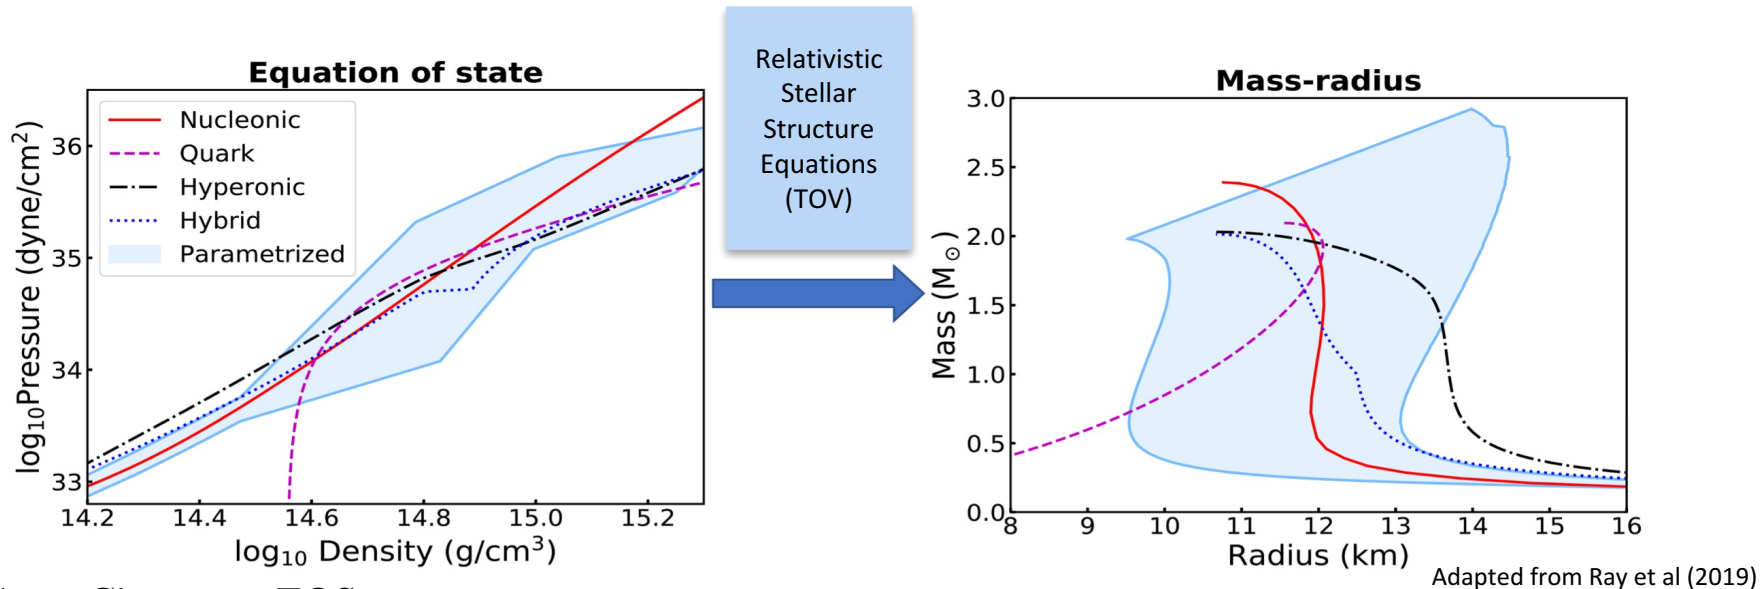 Equation of state
Nucleonic
Quark
Hyperonic
Hybrid
Parametrized
log₁₀Pressure (dyne/cm²)
36
35
34
33
14.2 14.4 14.6 14.8 15.0 15.2
log₁₀ Density (g/cm³)
Relativistic
Stellar
Structure
Equations
(TOV)
Mass-radius
Mass (M⊙)
3.0
2.5
2.0
1.5
1.0
0.5
0.0
8 9 10 11 12 13 14 15 16
Radius (km)
Adapted from Ray et al (2019)